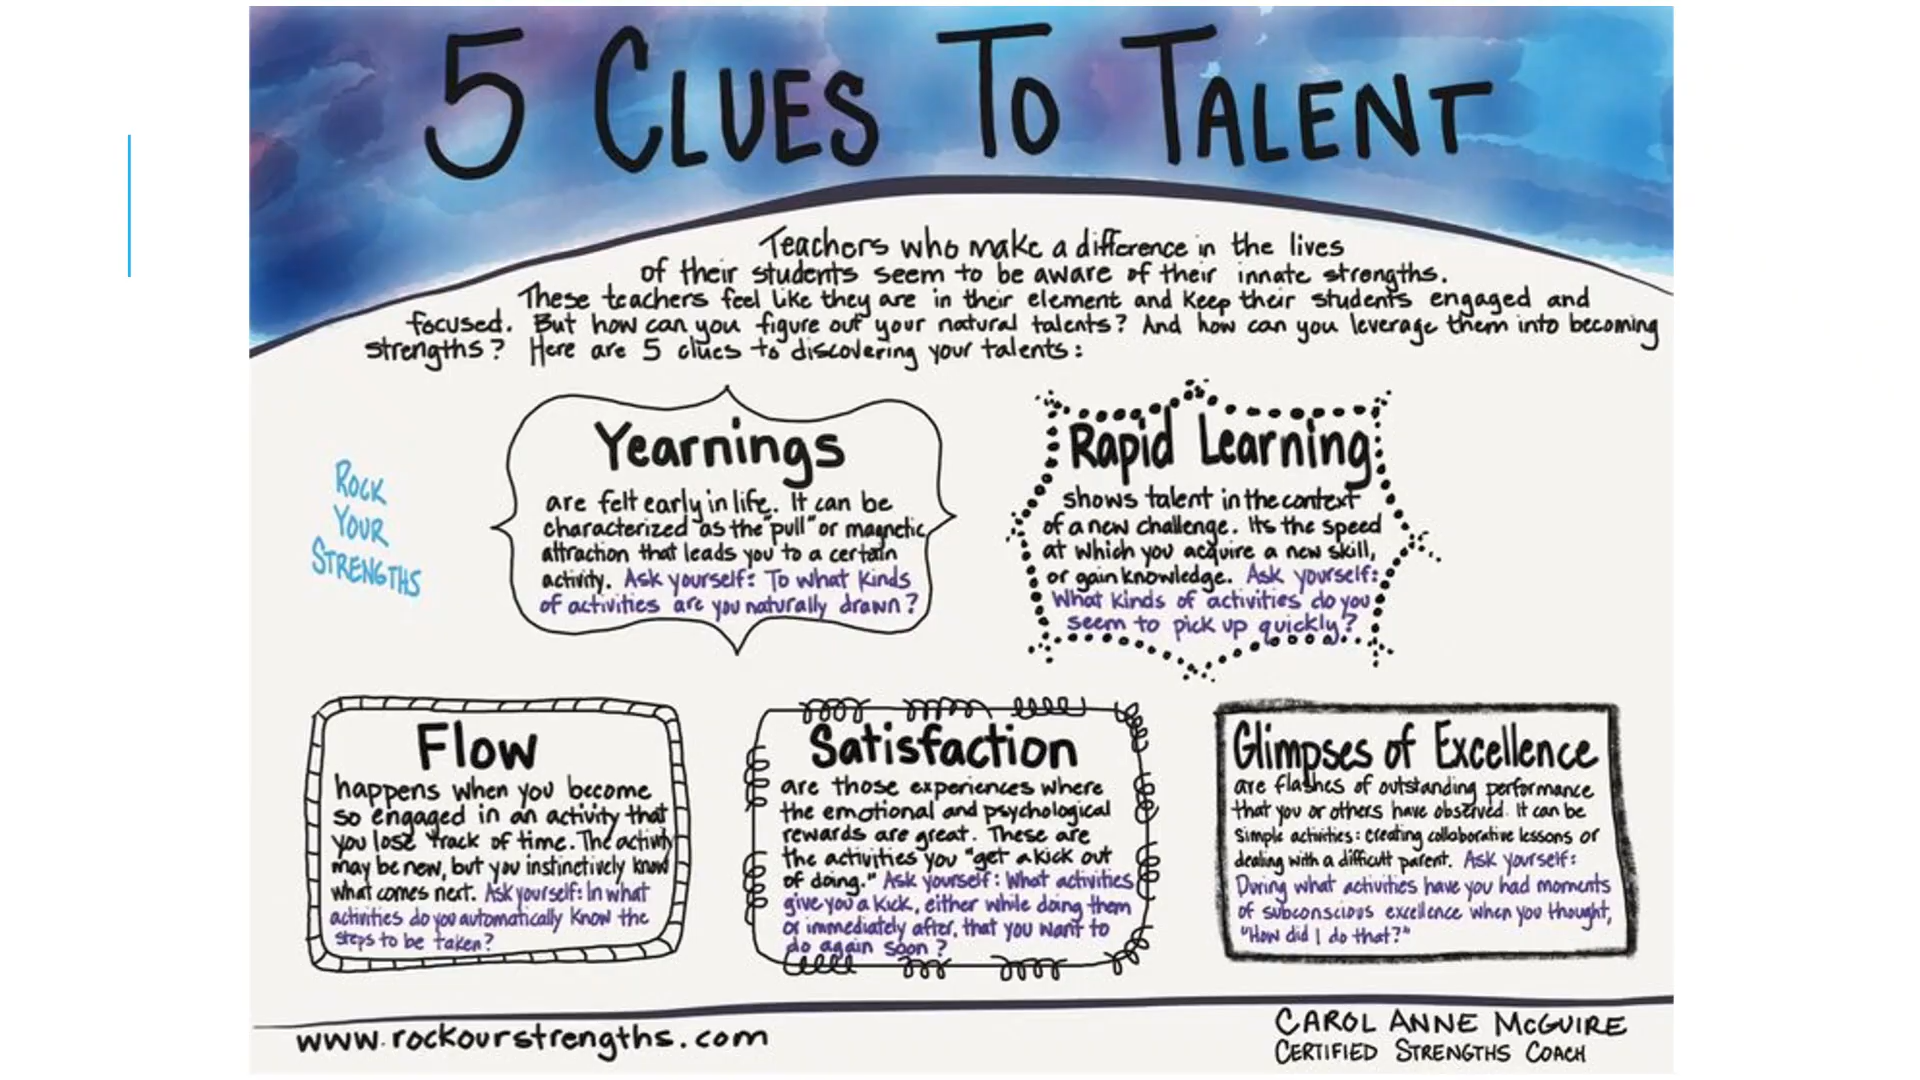 5 CLUES TO TALENT
Teachers who make a difference in the lives
of their students seem to be aware of their innate strengths.
These teachers feel like they are in their element and keep their students engaged and
focused. But how can you figure out your natural talents? And how can you leverage them into becoming
strengths? Here are 5 clues to discovering your talents:
ROCK
YOUR
STRENGTHS
Yearnings
are felt early in life. It can be
characterized as the "pull" or magnetic
attraction that leads you to a certain
activity. Ask yourself: To what kinds
of activities are you naturally drawn?
Rapid Learning
shows talent in the context
of a new challenge. Its the speed
at which you acquire a new skill,
or gain knowledge. Ask yourself:
What kinds of activities do you
seem to pick up quickly?
Flow
happens when you become
so engaged in an activity that
you lose track of time. The activity
may be new, but you instinctively know
what comes next. Ask yourself: In what
activities do you automatically know the
steps to be taken?
Satisfaction
are those experiences where
the emotional and psychological
rewards are great. These are
the activities you "get a kick out
of doing." Ask yourself: What activities
give you a kick, either while doing them
or immediately after, that you want to
do again soon?
Glimpses of Excellence
are flashes of outstanding performance
that you or others have observed. It can be
simple activities: creating collaborative lessons or
dealing with a difficult parent. Ask yourself:
During what activities have you had moments
of subconscious excellence when you thought,
"How did I do that?"
www.rockourstrengths.com
CAROL ANNE McGUIRE
CERTIFIED STRENGTHS COACH